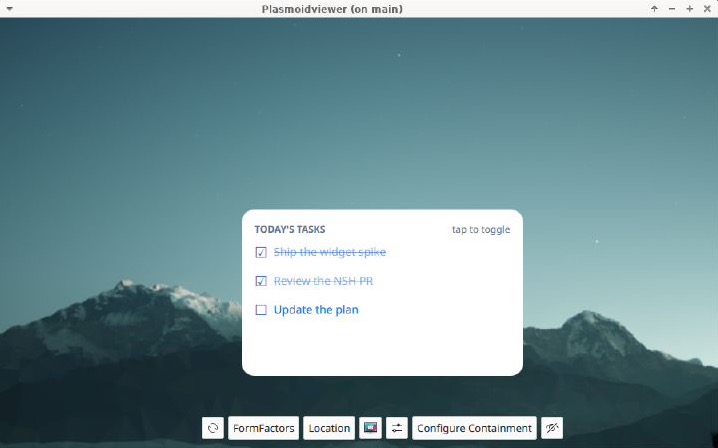 Plasmoidviewer (on main)
TODAY'S TASKS tap to toggle
Ship the widget spike
Review the NSH PR
Update the plan
FormFactors Location Configure Containment